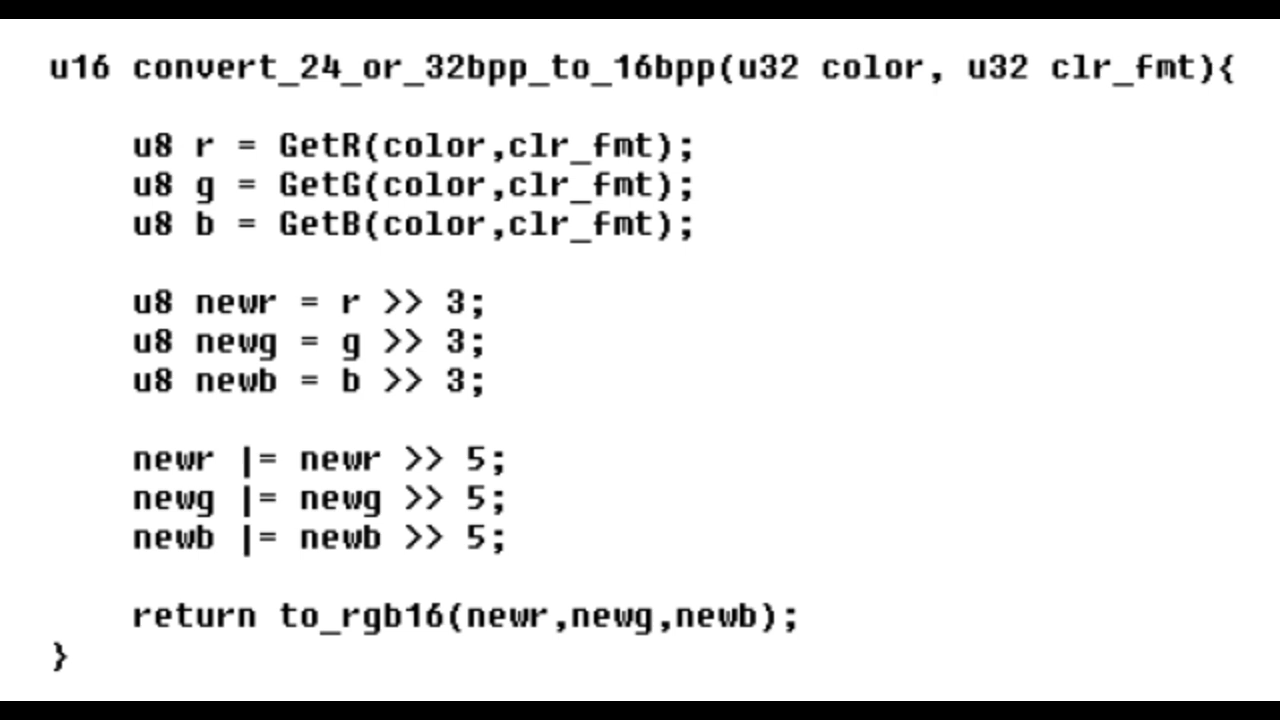 u16 convert_24_or_32bpp_to_16bpp(u32 color, u32 clr_fmt){
u8 r = GetR(color,clr_fmt);
u8 g = GetG(color,clr_fmt);
u8 b = GetB(color,clr_fmt);
u8 newr = r >> 3;
u8 newg = g >> 3;
u8 newb = b >> 3;
newr |= newr >> 5;
newg |= newg >> 5;
newb |= newb >> 5;
return to_rgb16(newr,newg,newb);
}